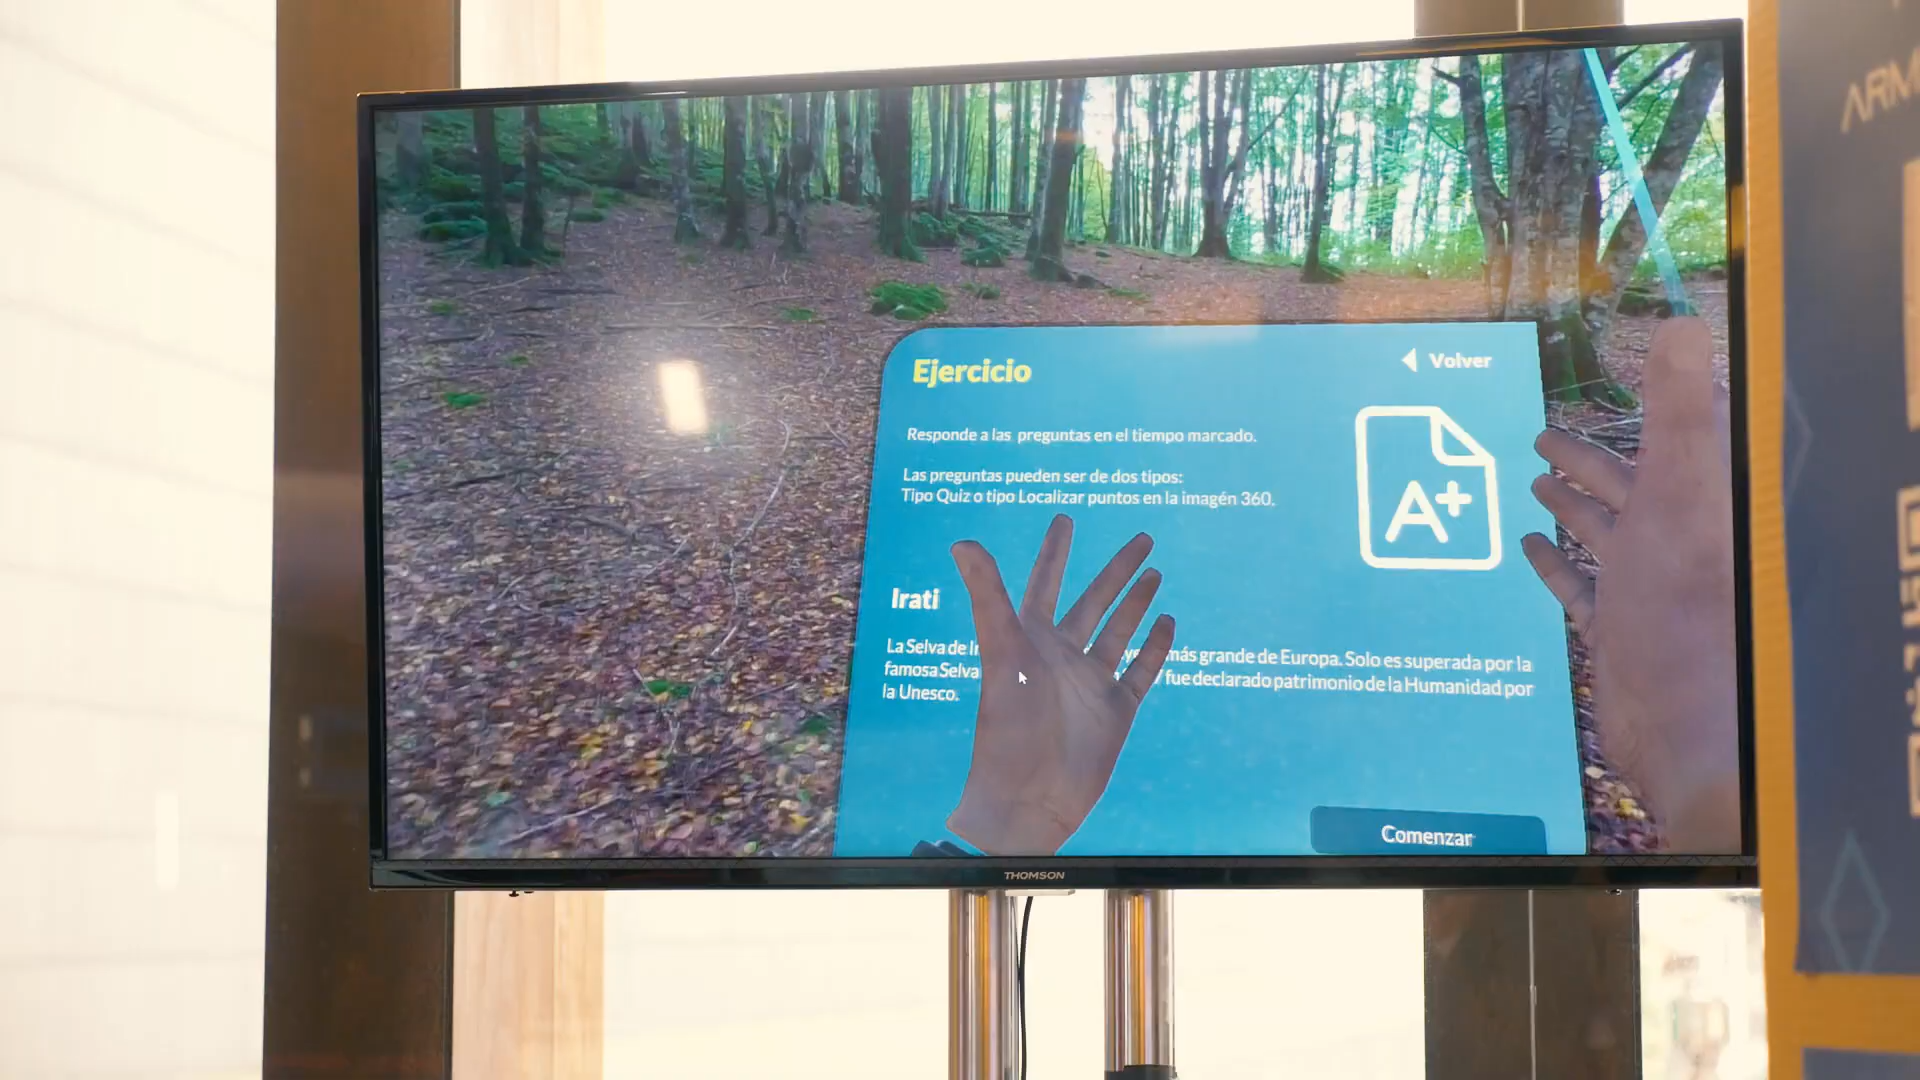 Ejercicio
Volver
Responde a las preguntas en el tiempo marcado.
Las preguntas pueden ser de dos tipos:
Tipo Quiz o tipo Localizar puntos en la imagén 360.
A+
Irati
La Selva de más grande de Europa. Solo es superada por la
famosa Selva fue declarado patrimonio de la Humanidad por
la Unesco.
Comenzar
THOMSON